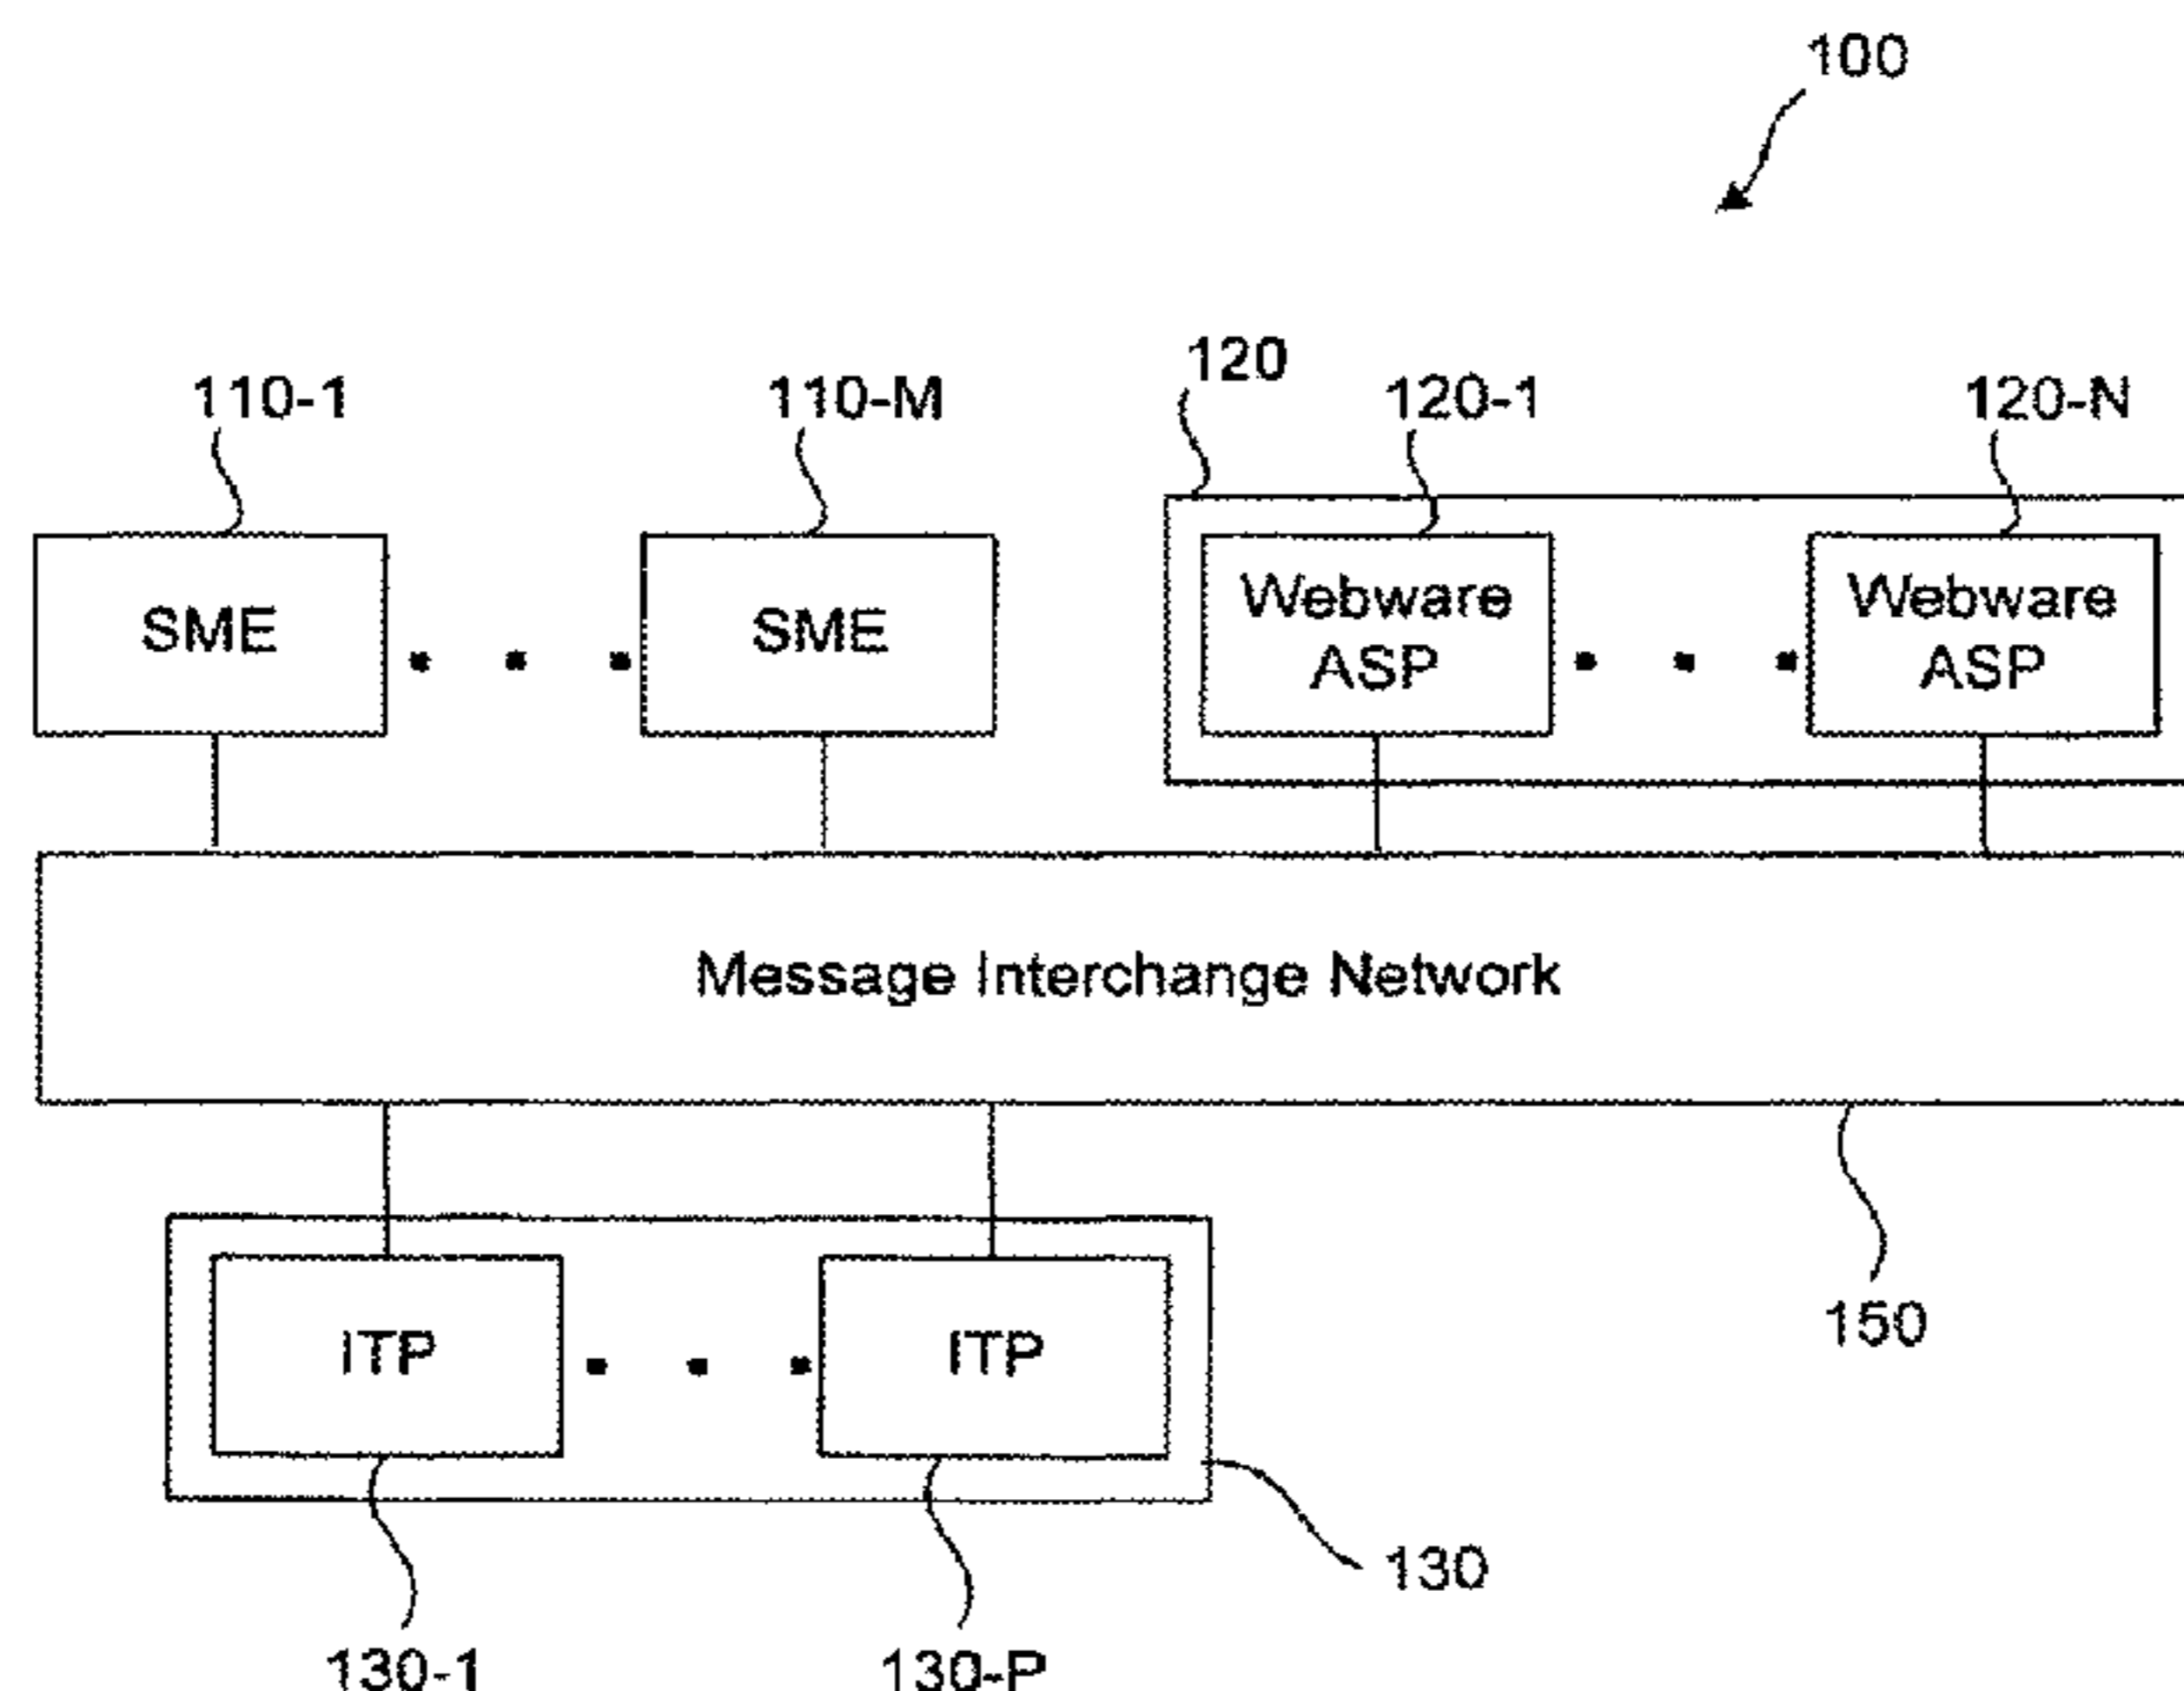 100
120
110-1
110-M
120-1
120-N
SME
SME
Webware
ASP
Webware
ASP
Message Interchange Network
ITP
ITP
150
130
130-1
130-P